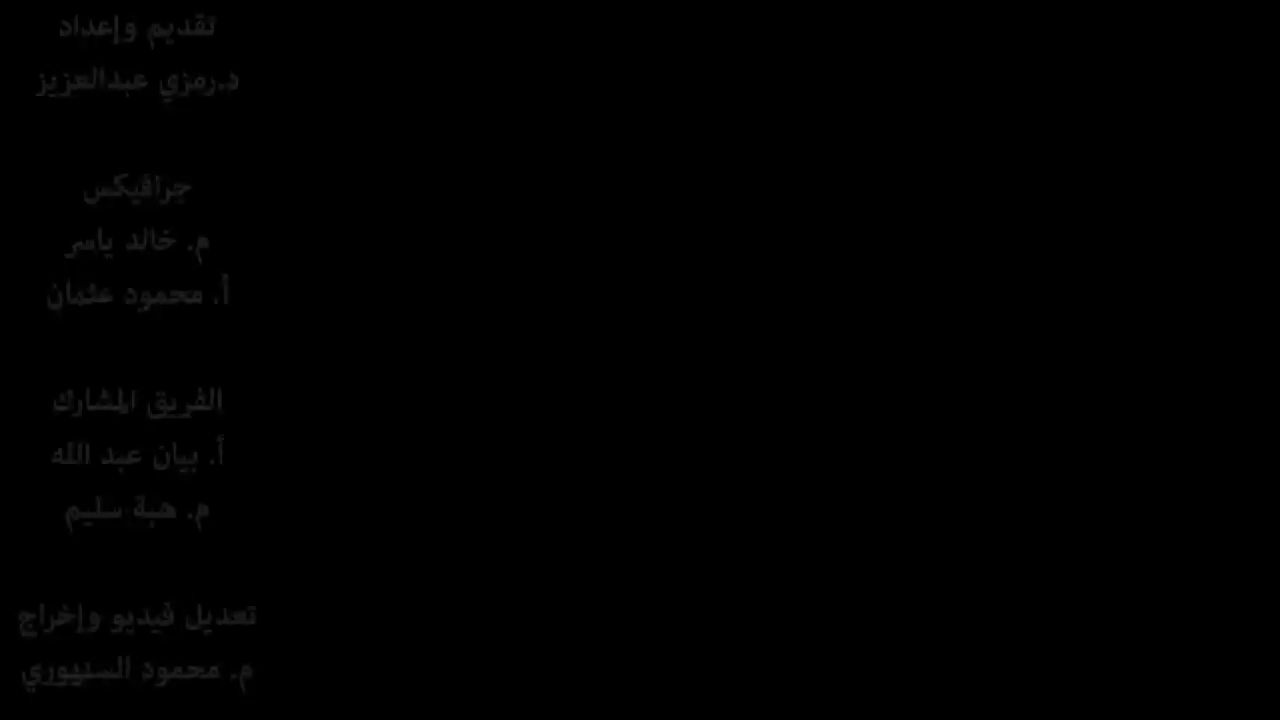 تقديم وإعداد
د.رمزي عبدالعزيز
جرافيكس
م. خالد ياسر
أ. محمود عثمان
الفريق المشارك
أ. بيان عبد الله
م. هبة سليم
تعديل فيديو وإخراج
م. محمود السنهوري